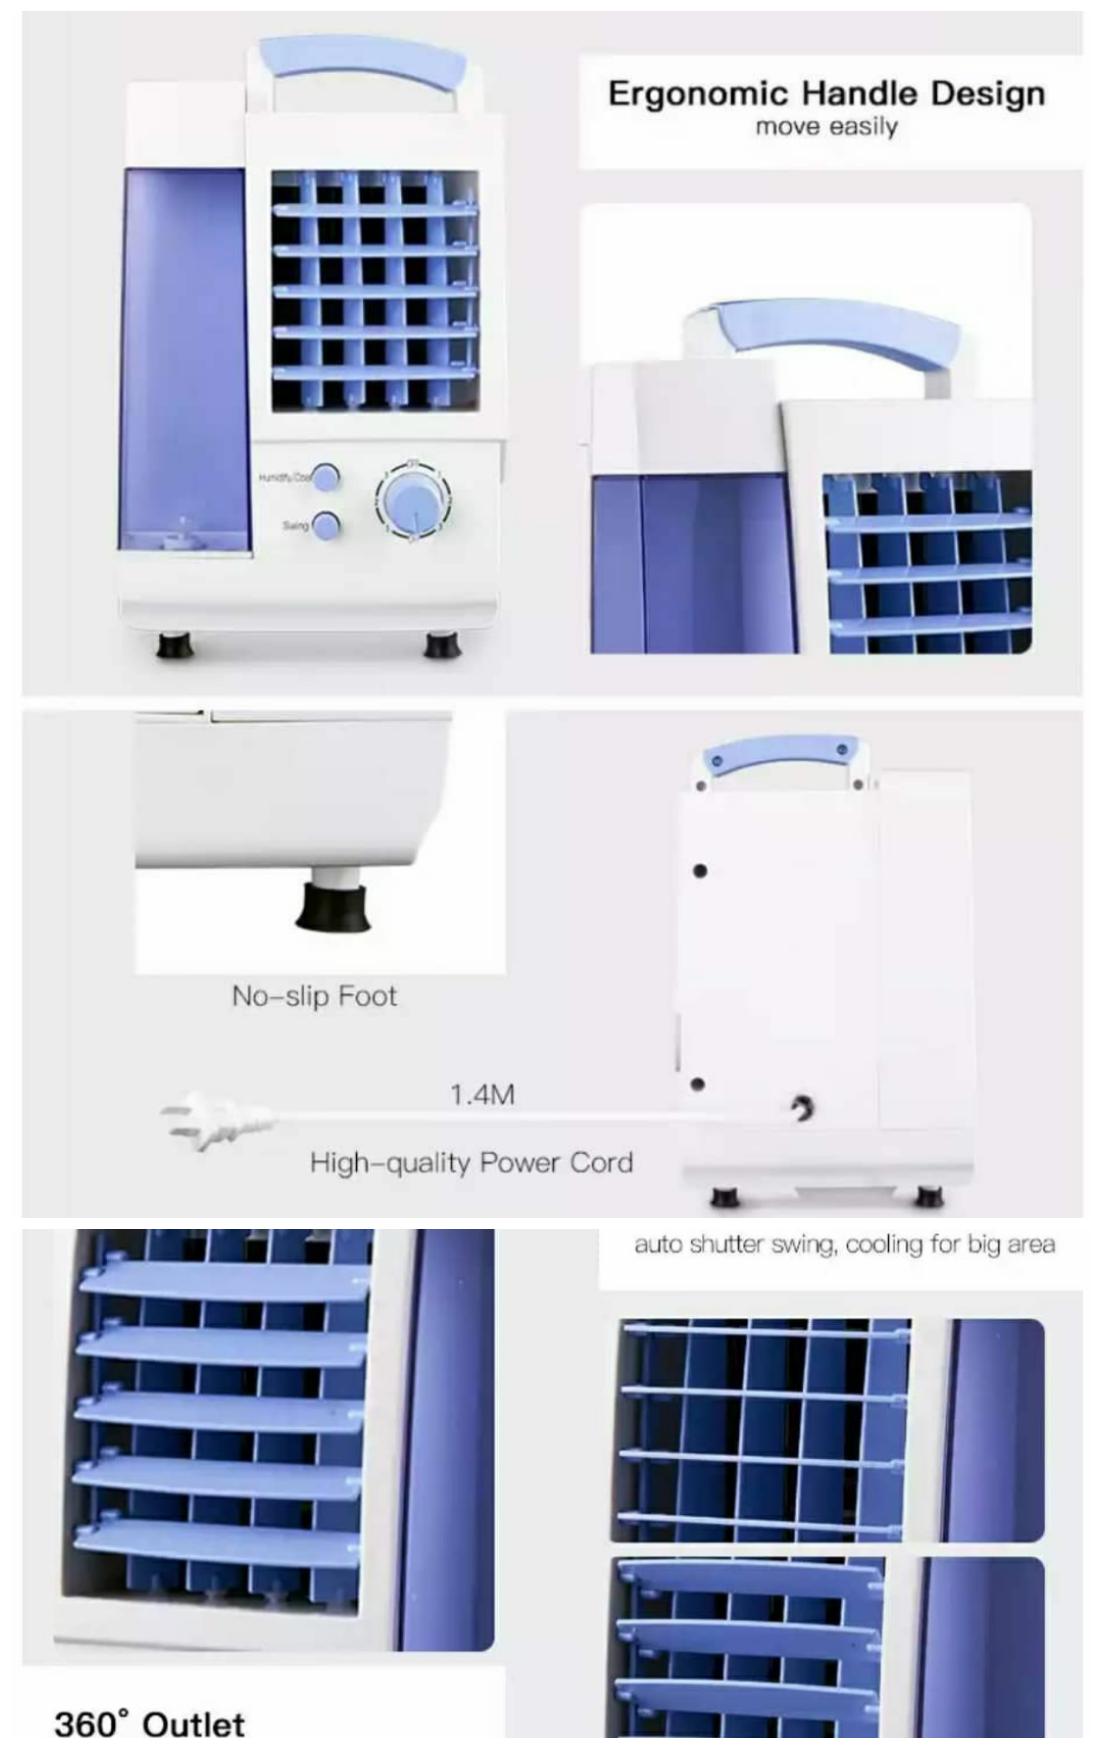 Ergonomic Handle Design
move easily
Humidify/Cool
Swing
No-slip Foot
1.4M
High-quality Power Cord
auto shutter swing, cooling for big area
360° Outlet